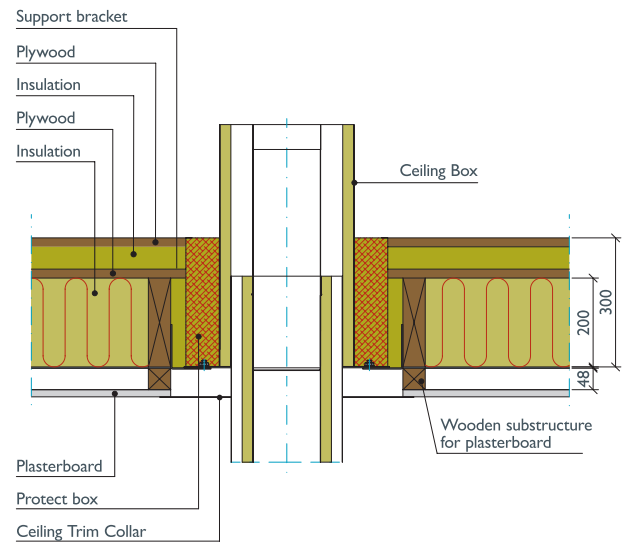 Support bracket
Plywood
Insulation
Plywood
Insulation
Ceiling Box
300
200
48
Wooden substructure
for plasterboard
Plasterboard
Protect box
Ceiling Trim Collar